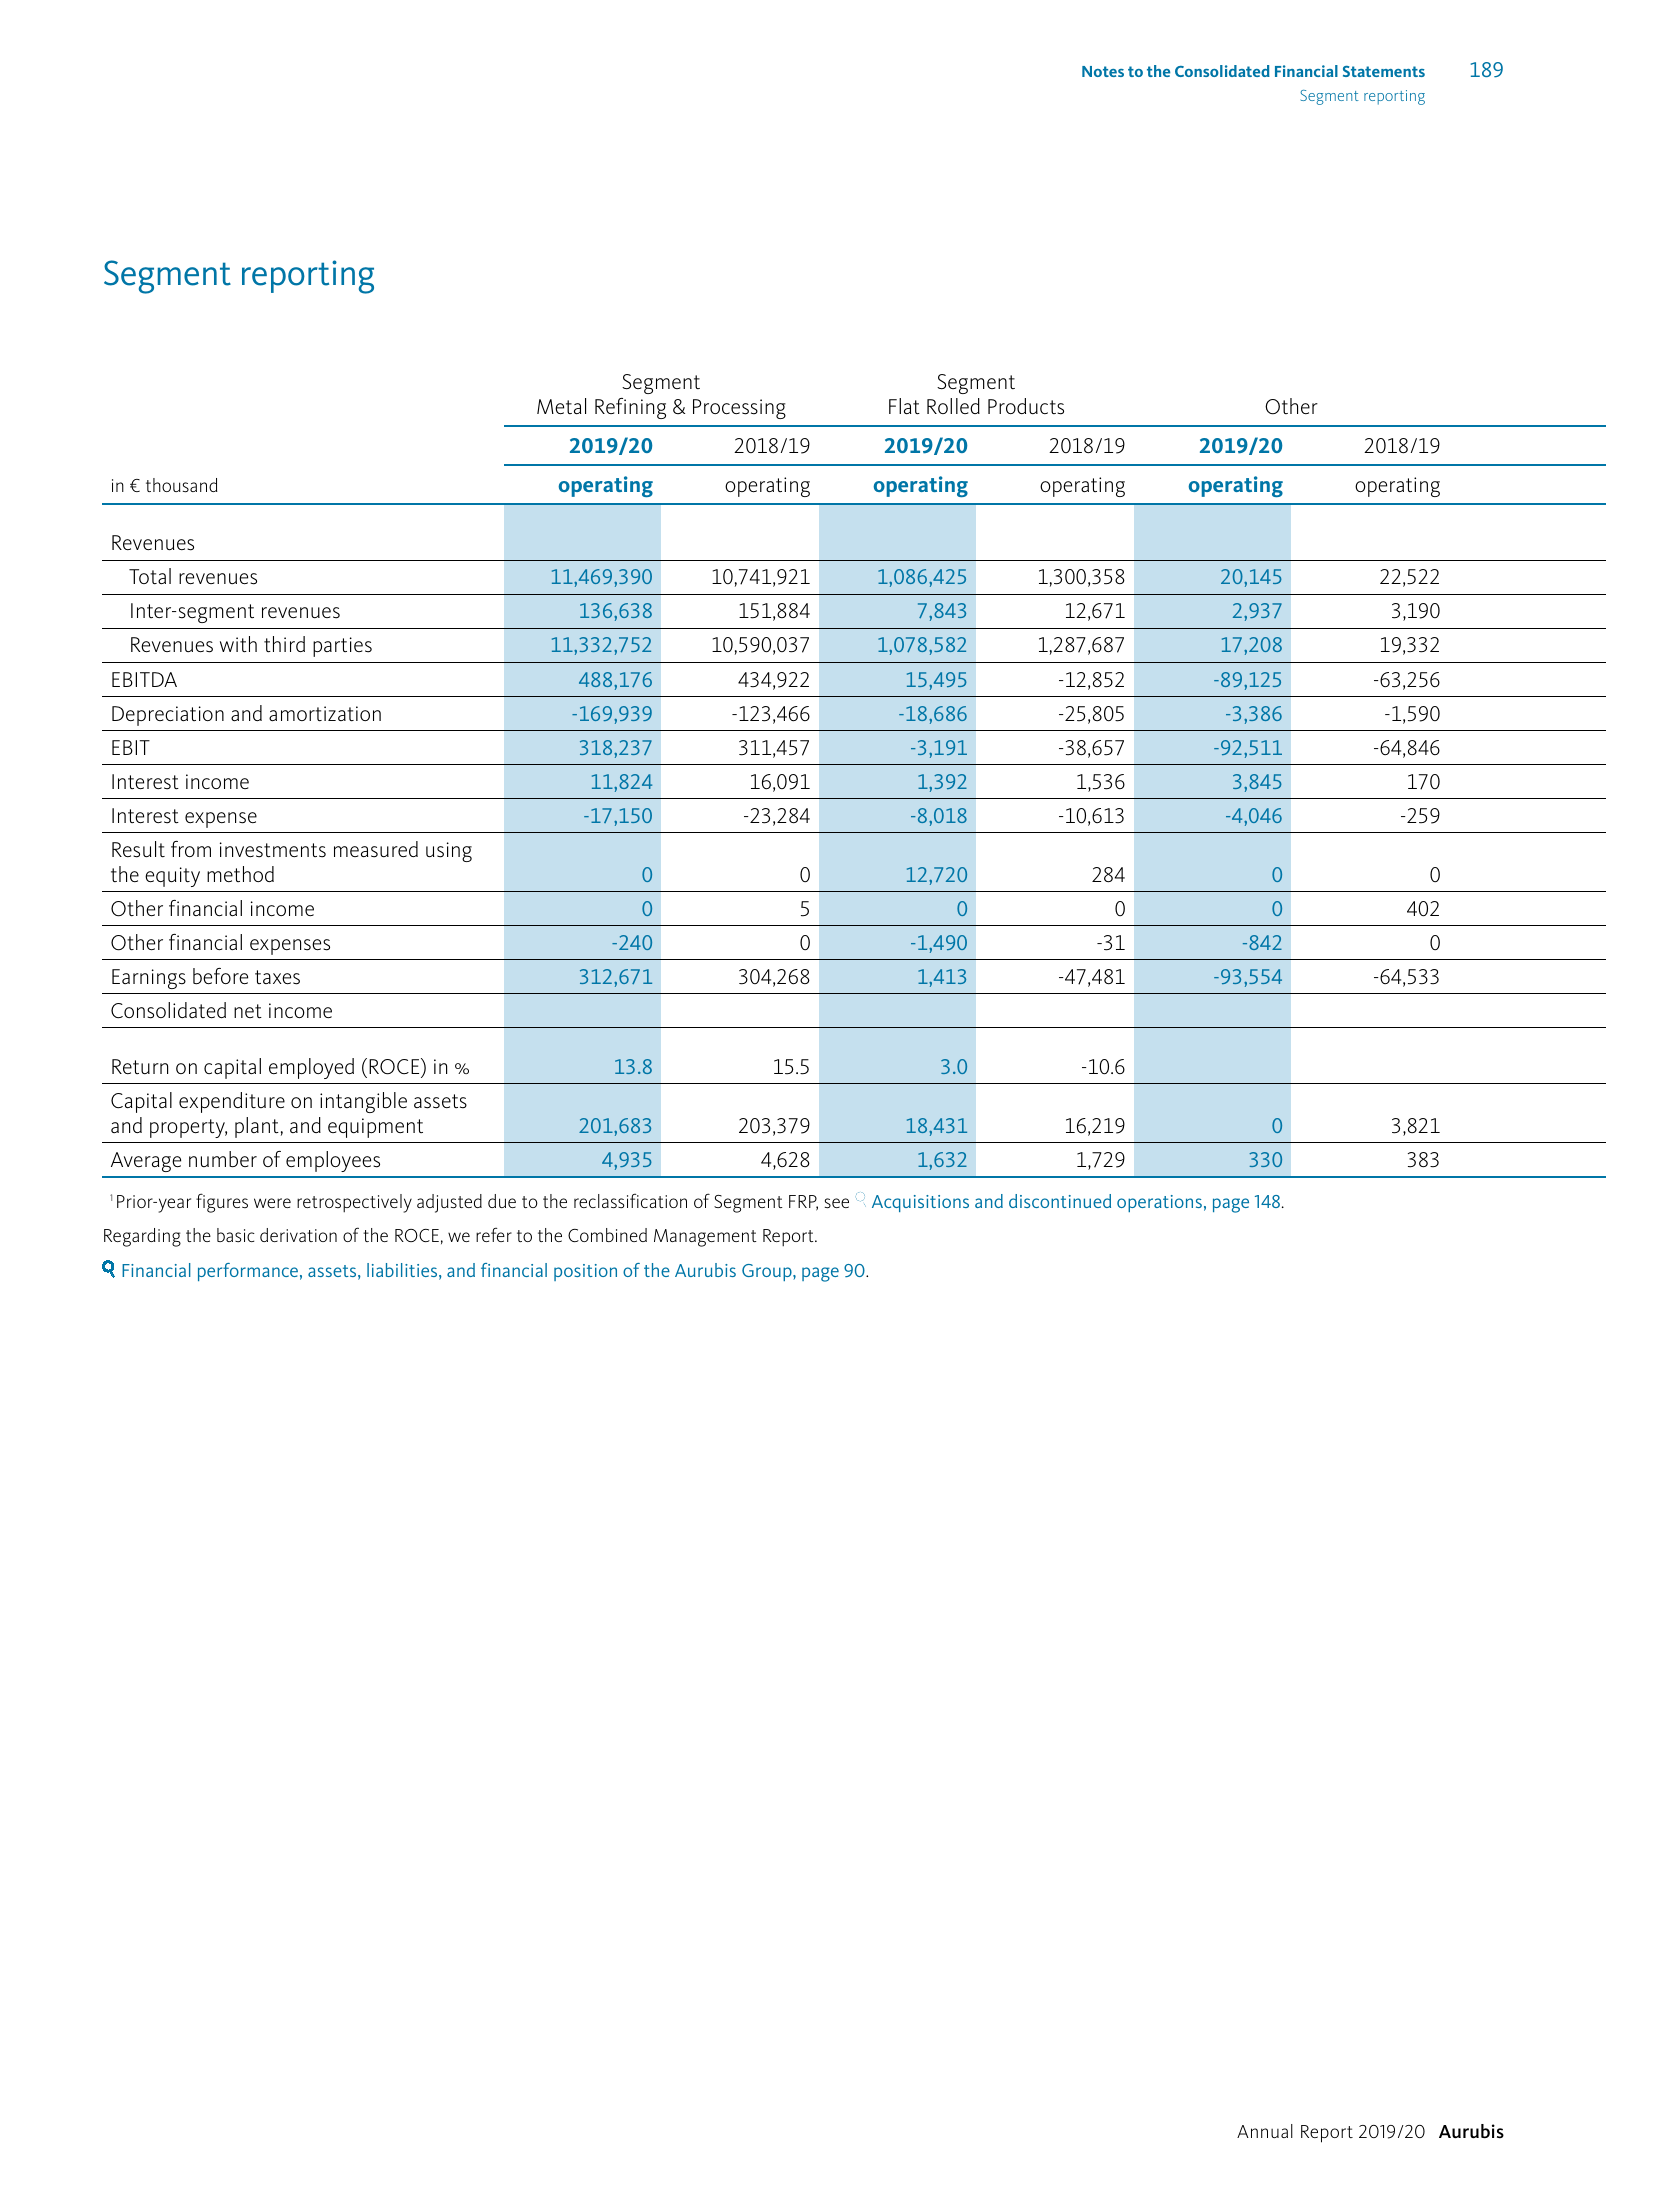 Notes to the Consolidated Financial Statements 189
Segment reporting
Segment reporting
Segment Segment
Metal Refining & Processing Flat Rolled Products Other
2019/20 2018/19 2019/20 2018/19 2019/20 2018/19
in € thousand operating operating operating operating operating operating
Revenues
Total revenues 11,469,390 10,741,921 1,086,425 1,300,358 20,145 22,522
Inter-segment revenues 136,638 151,884 7,843 12,671 2,937 3,190
Revenues with third parties 11,332,752 10,590,037 1,078,582 1,287,687 17,208 19,332
EBITDA 488,176 434,922 15,495 -12,852 -89,125 -63,256
Depreciation and amortization -169,939 -123,466 -18,686 -25,805 -3,386 -1,590
EBIT 318,237 311,457 -3,191 -38,657 -92,511 -64,846
Interest income 11,824 16,091 1,392 1,536 3,845 170
Interest expense -17,150 -23,284 -8,018 -10,613 -4,046 -259
Result from investments measured using
the equity method 0 0 12,720 284 0 0
Other financial income 0 5 0 0 0 402
Other financial expenses -240 0 -1,490 -31 -842 0
Earnings before taxes 312,671 304,268 1,413 -47,481 -93,554 -64,533
Consolidated net income
Return on capital employed (ROCE) in % 13.8 15.5 3.0 -10.6
Capital expenditure on intangible assets
and property, plant, and equipment 201,683 203,379 18,431 16,219 0 3,821
Average number of employees 4,935 4,628 1,632 1,729 330 383
1 Prior-year figures were retrospectively adjusted due to the reclassification of Segment FRP, see Acquisitions and discontinued operations, page 148.
Regarding the basic derivation of the ROCE, we refer to the Combined Management Report.
Financial performance, assets, liabilities, and financial position of the Aurubis Group, page 90.
Annual Report 2019/20 Aurubis